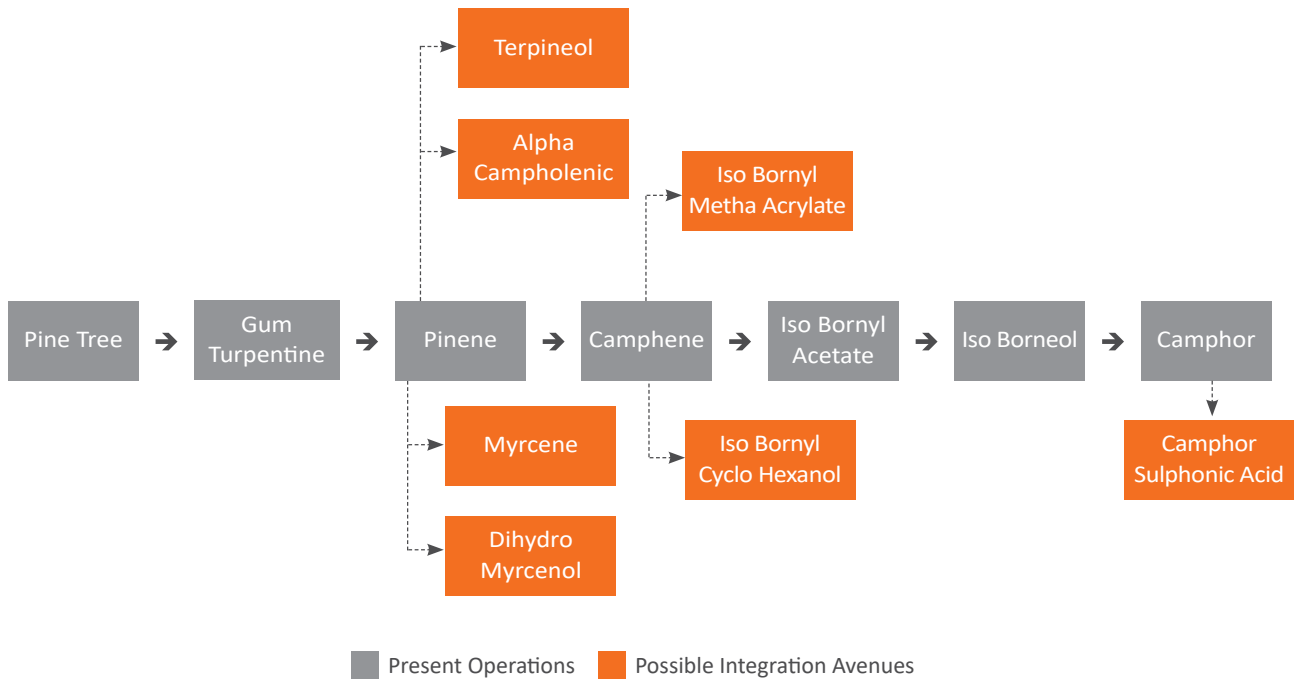 Terpineol
Alpha
Campholenic
Iso Bornyl
Metha Acrylate
Pine Tree
Gum
Turpentine
Pinene
Camphene
Iso Bornyl
Acetate
Iso Borneol
Camphor
Myrcene
Iso Bornyl
Cyclo Hexanol
Camphor
Sulphonic Acid
Dihydro
Myrcenol
Present Operations
Possible Integration Avenues